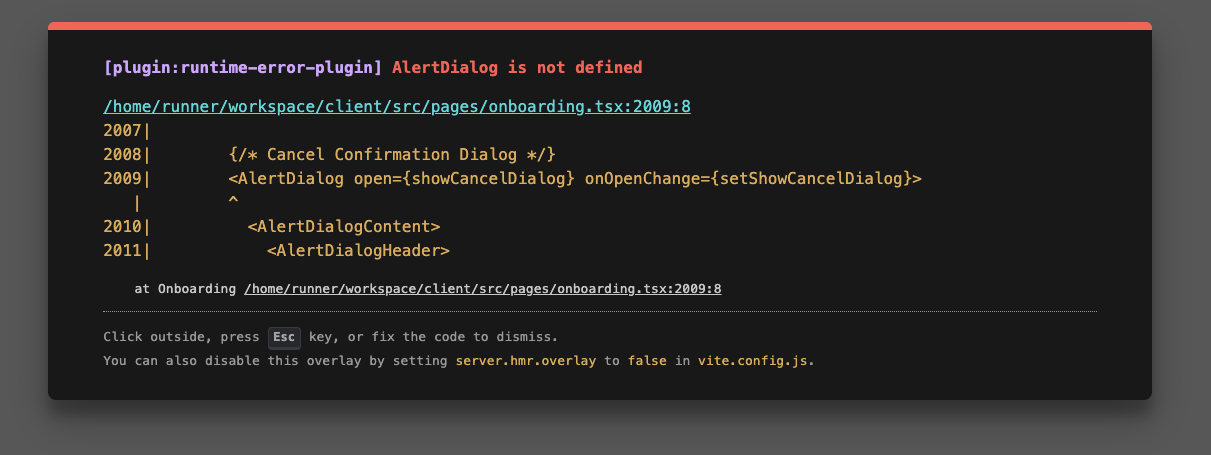 [plugin:runtime-error-plugin] AlertDialog is not defined
/home/runner/workspace/client/src/pages/onboarding.tsx:2009:8
2007|
2008|        {/* Cancel Confirmation Dialog */}
2009|        <AlertDialog open={showCancelDialog} onOpenChange={setShowCancelDialog}>
   |         ^
2010|          <AlertDialogContent>
2011|            <AlertDialogHeader>
at Onboarding /home/runner/workspace/client/src/pages/onboarding.tsx:2009:8
Click outside, press Esc key, or fix the code to dismiss.
You can also disable this overlay by setting server.hmr.overlay to false in vite.config.js.